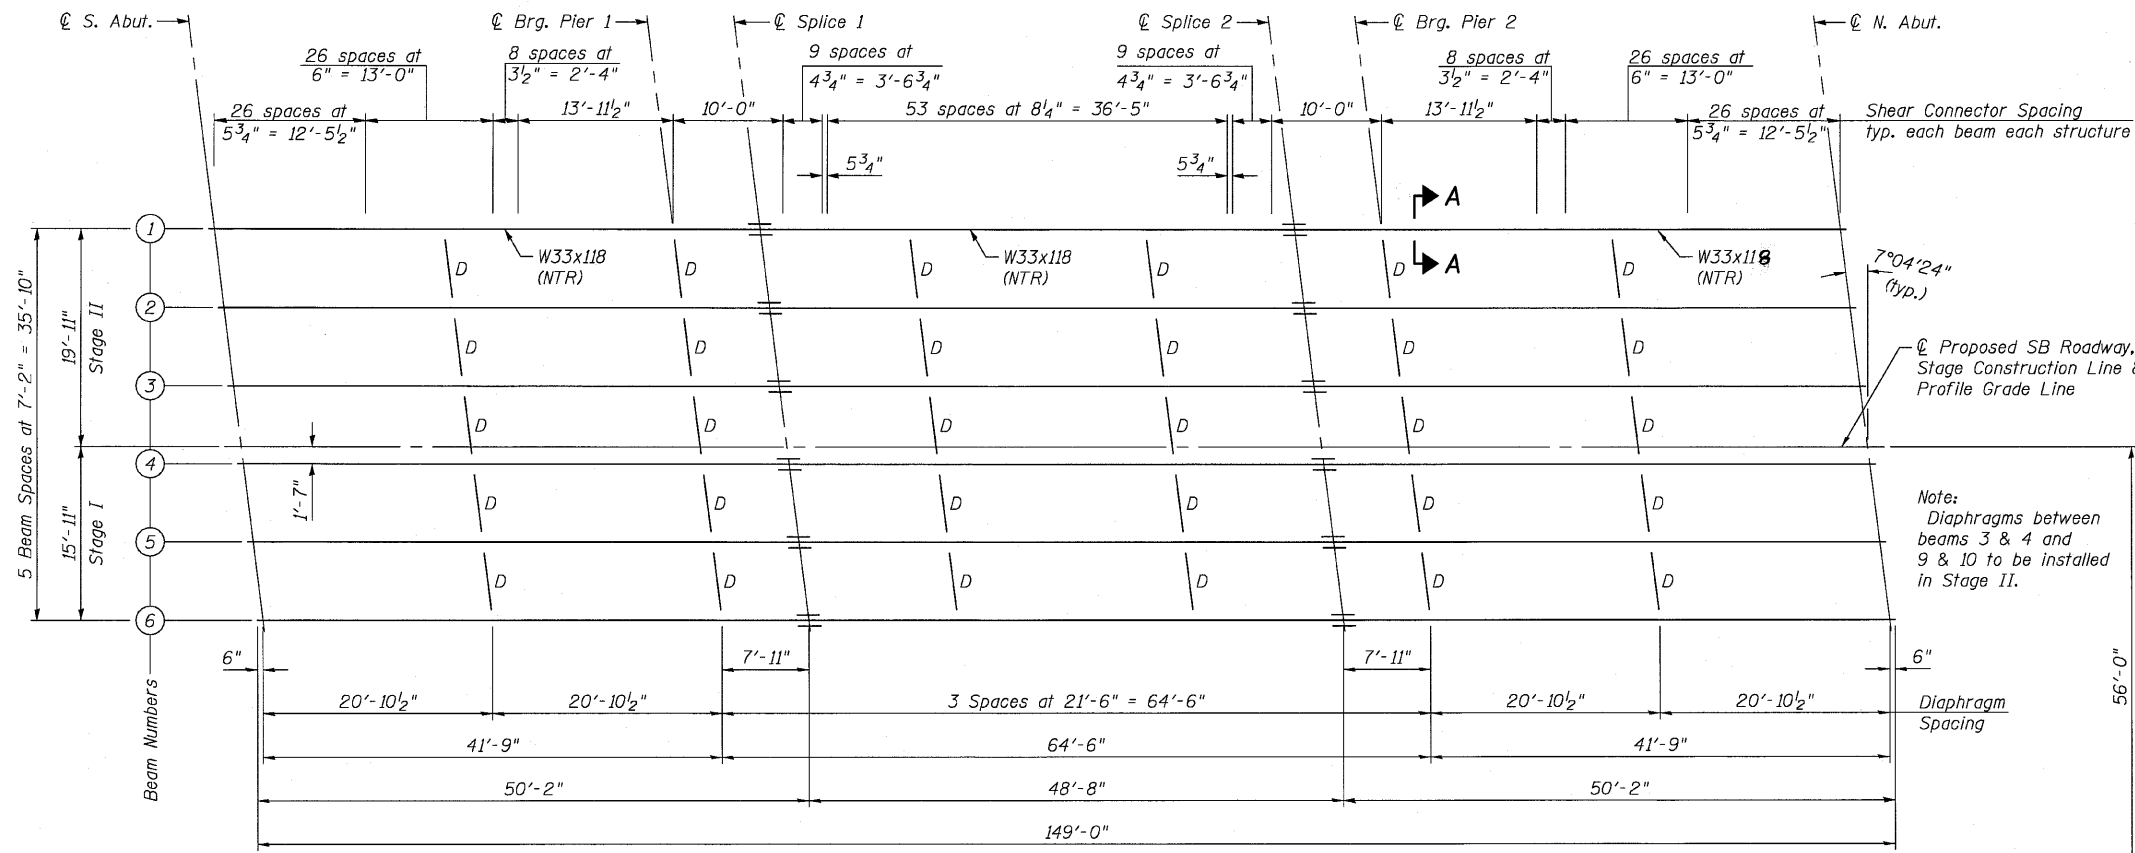 ℄ S. Abut.
℄ Brg. Pier 1
℄ Splice 1
℄ Splice 2
℄ Brg. Pier 2
℄ N. Abut.
26 spaces at
6" = 13'-0"
8 spaces at
3½" = 2'-4"
9 spaces at
4¾" = 3'-6¾"
9 spaces at
4¾" = 3'-6¾"
8 spaces at
3½" = 2'-4"
26 spaces at
6" = 13'-0"
26 spaces at
5¾" = 12'-5½"
13'-11½"
10'-0"
53 spaces at 8¼" = 36'-5"
10'-0"
13'-11½"
26 spaces at
5¾" = 12'-5½"
Shear Connector Spacing
typ. each beam each structure
5¾"
5¾"
A
A
1
2
3
4
5
6
W33x118
(NTR)
W33x118
(NTR)
W33x118
(NTR)
7°04'24"
(typ.)
D D D D D D
D D D D D D
D D D D D D
D D D D D D
D D D D D D
5 Beam Spaces at 7'-2" = 35'-10"
19'-11"
Stage II
15'-11"
Stage I
1'-7"
℄ Proposed SB Roadway,
Stage Construction Line &
Profile Grade Line
Note:
Diaphragms between
beams 3 & 4 and
9 & 10 to be installed
in Stage II.
Beam Numbers
6"
7'-11"
7'-11"
6"
20'-10½"
20'-10½"
3 Spaces at 21'-6" = 64'-6"
20'-10½"
20'-10½"
Diaphragm
Spacing
41'-9"
64'-6"
41'-9"
50'-2"
48'-8"
50'-2"
149'-0"
56'-0"